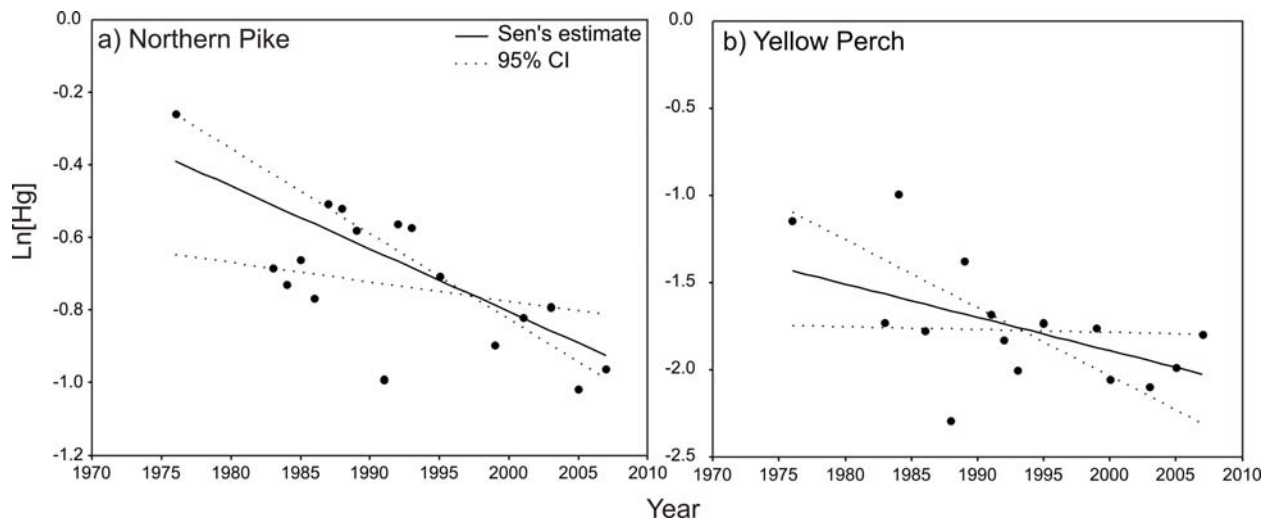 a) Northern Pike
Sen's estimate
95% CI
0.0
-0.2
-0.4
-0.6
-0.8
-1.0
-1.2
Ln[Hg]
1970 1975 1980 1985 1990 1995 2000 2005 2010
b) Yellow Perch
0.0
-0.5
-1.0
-1.5
-2.0
-2.5
1970 1975 1980 1985 1990 1995 2000 2005 2010
Year